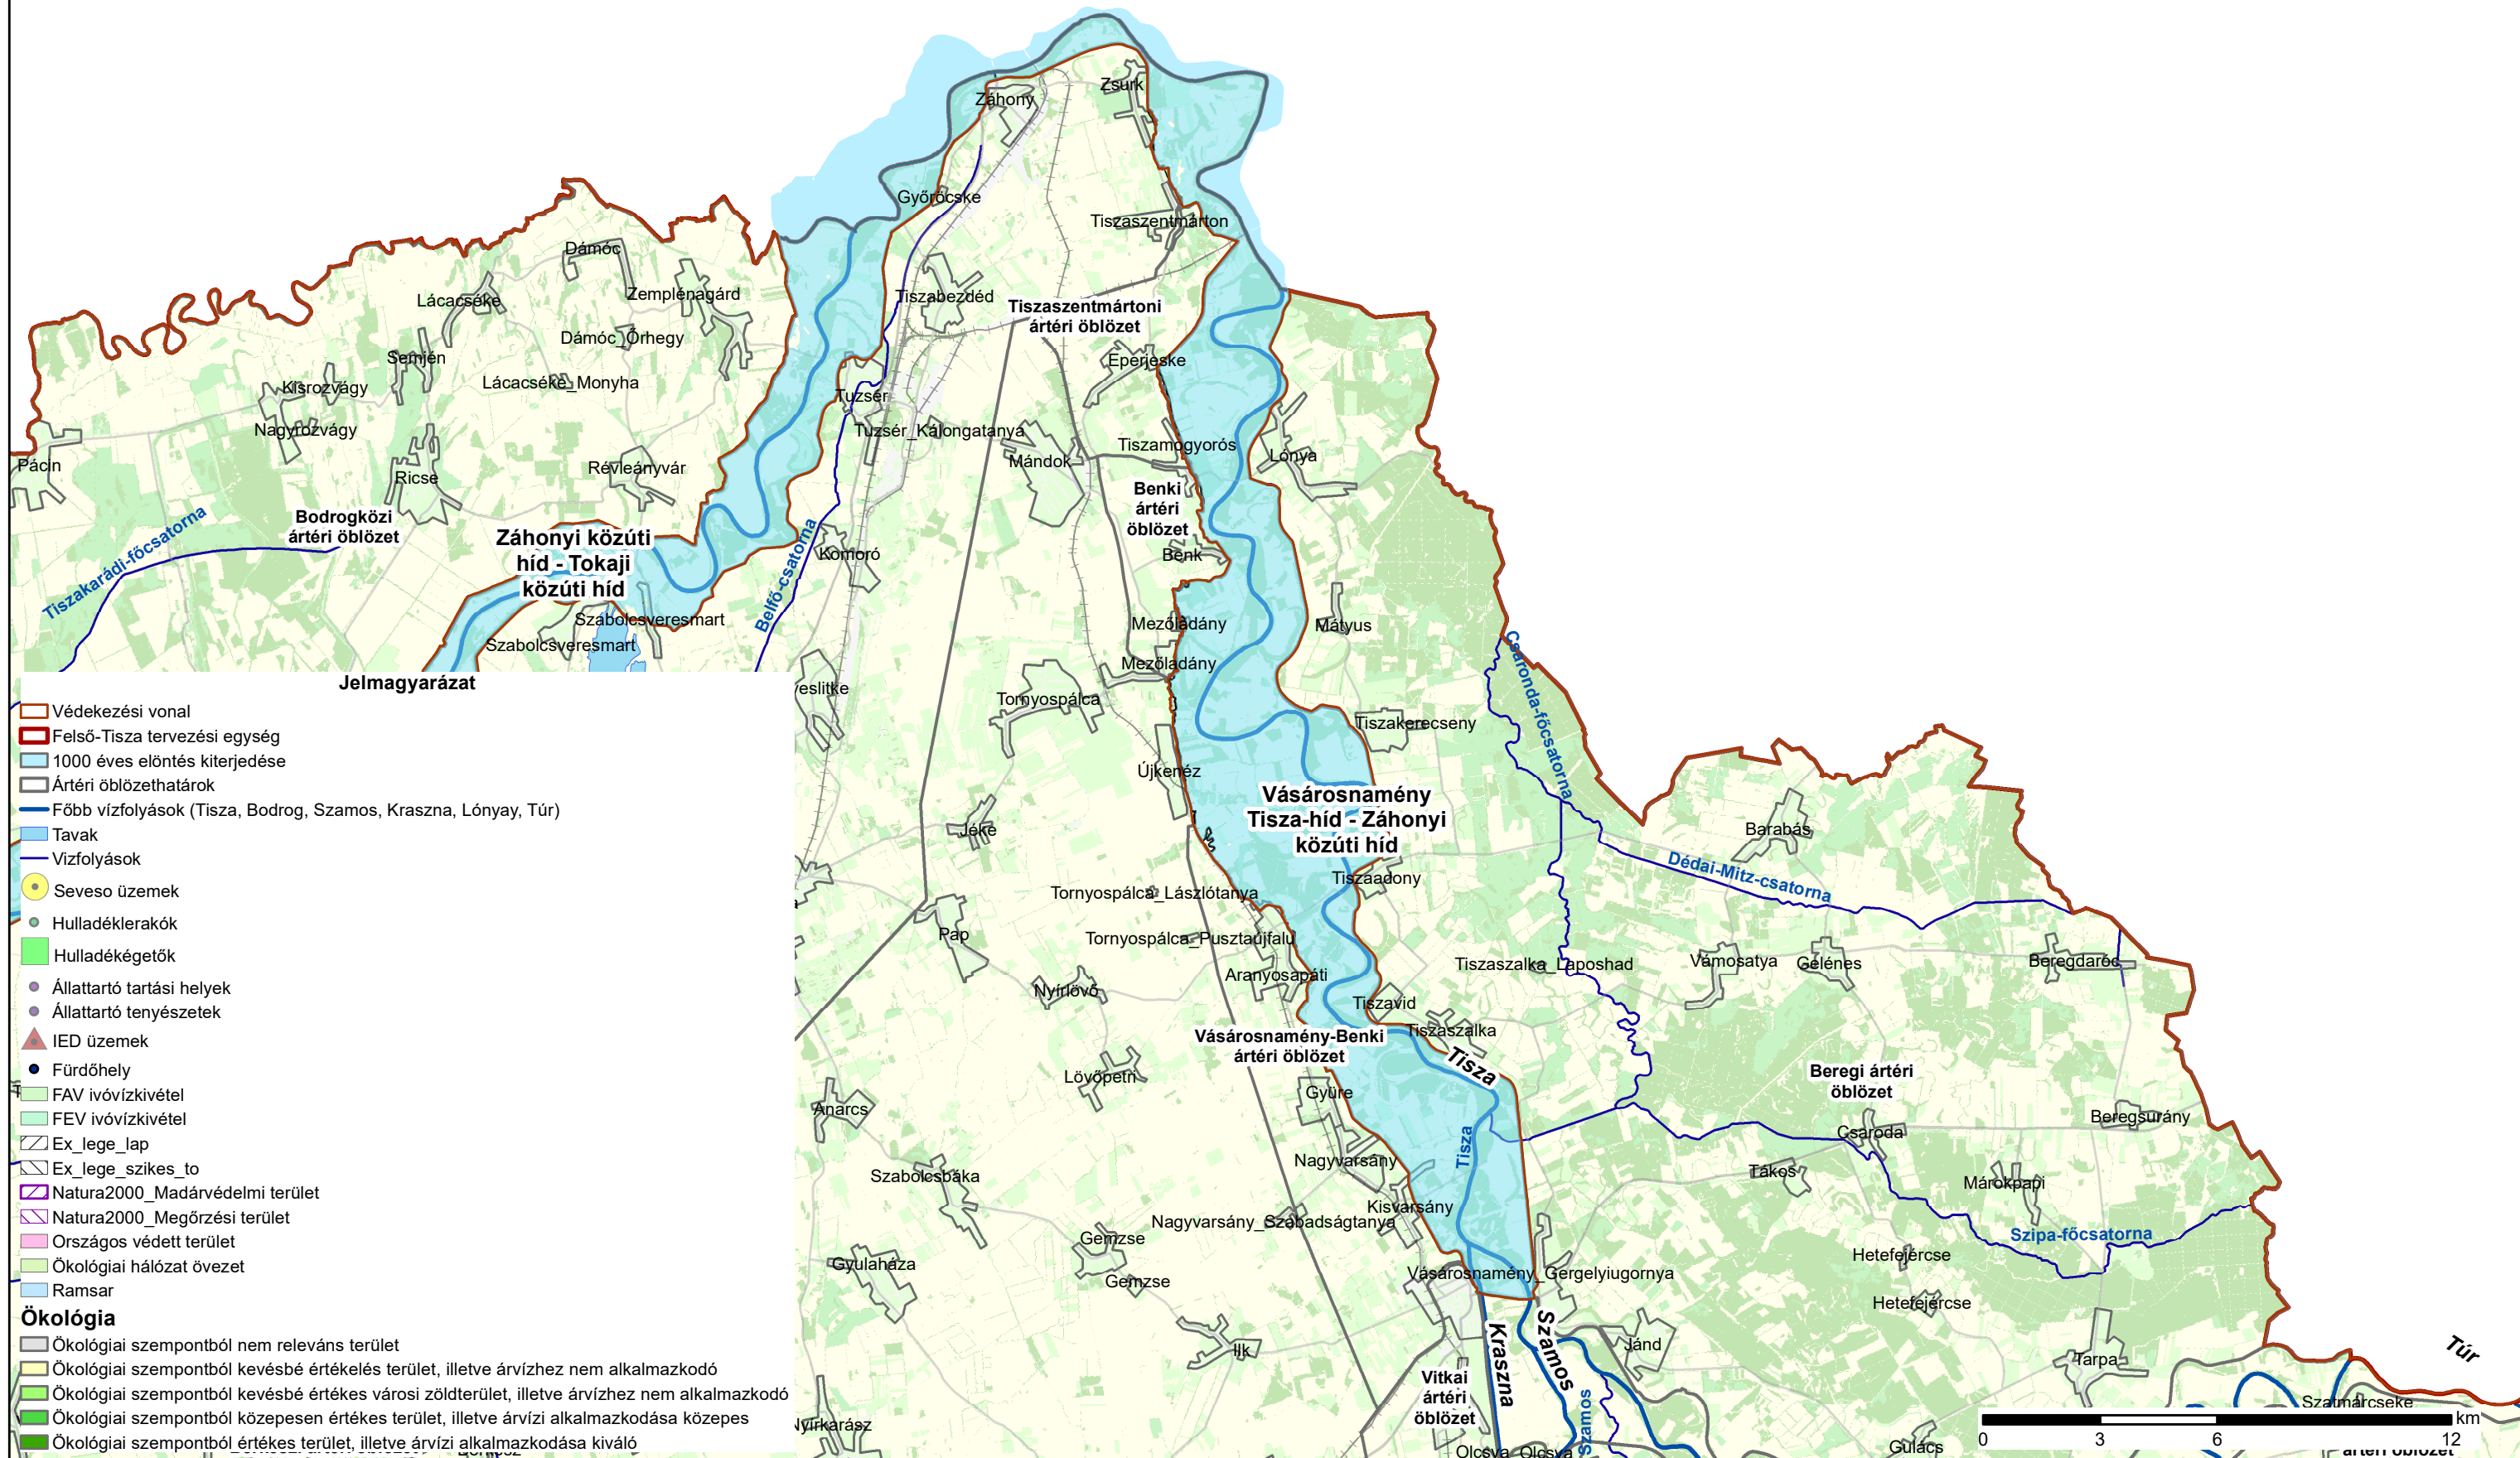 Záhony
Zsurk
Győröcske
Tiszaszentmárton
Dámóc
Lácacséke
Zemplénagárd
Tiszabezdéd
Tiszaszentmártoni
ártéri öblözet
Dámóc_Őrhegy
Semjén
Eperjeske
Kisrozvágy
Lácacséke_Monyha
Tuzsér
Nagyrozvágy
Tuzsér_Kálongatanya
Tiszamogyorós
Pácin
Ricse
Révleányvár
Mándok
Lónya
Benki
ártéri
öblözet
Bodrogközi
ártéri öblözet
Tiszakarádi-főcsatorna
Záhonyi közúti
híd - Tokaji
közúti híd
Belfő-csatorna
Komoró
Benk
Szabolcsveresmart
Szabolcsveresmart
Mezőladány
Mátyus
Mezőladány
Csaronda-főcsatorna
veslitke
Tornyospálca
Tiszakerecseny
Újkenéz
Vásárosnamény
Tisza-híd - Záhonyi
közúti híd
Jéke
Barabás
Dédai-Mitz-csatorna
Tiszaadony
Tornyospálca_Lászlótanya
Pap
Tornyospálca_Pusztaújfalu
Aranyosapáti
Tiszaszalka_Laposhad
Vámosatya
Gelénes
Beregdaróc
Nyírlövő
Tiszavid
Tiszaszalka
Vásárosnamény-Benki
ártéri öblözet
Tisza
Lövőpetri
Gyüre
Beregi ártéri
öblözet
Anarcs
Beregsurány
Csaroda
Tisza
Nagyvarsány
Szabolcsbáka
Tákos
Márokpapi
Kisvarsány
Nagyvarsány_Szabadságtanya
Szipa-főcsatorna
Gemzse
Hetefejércse
Gyulaháza
Gemzse
Vásárosnamény_Gergelyiugornya
Hetefejércse
Ilk
Kraszna
Szamos
Jánd
Tarpa
Túr
Vitkai
ártéri
öblözet
Szamos
Nyírkarász
Olcsva
Olcsva
Gulács
Szatmárcseke
ártéri öblözet
0 3 6 12
km
Jelmagyarázat
Védekezési vonal
Felső-Tisza tervezési egység
1000 éves elöntés kiterjedése
Ártéri öblözethatárok
Főbb vízfolyások (Tisza, Bodrog, Szamos, Kraszna, Lónyay, Túr)
Tavak
Vizfolyások
Seveso üzemek
Hulladéklerakók
Hulladékégetők
Állattartó tartási helyek
Állattartó tenyészetek
IED üzemek
Fürdőhely
FAV ivóvízkivétel
FEV ivóvízkivétel
Ex_lege_lap
Ex_lege_szikes_to
Natura2000_Madárvédelmi terület
Natura2000_Megőrzési terület
Országos védett terület
Ökológiai hálózat övezet
Ramsar
Ökológia
Ökológiai szempontból nem releváns terület
Ökológiai szempontból kevésbé értékelés terület, illetve árvízhez nem alkalmazkodó
Ökológiai szempontból kevésbé értékes városi zöldterület, illetve árvízhez nem alkalmazkodó
Ökológiai szempontból közepesen értékes terület, illetve árvízi alkalmazkodása közepes
Ökológiai szempontból értékes terület, illetve árvízi alkalmazkodása kiváló